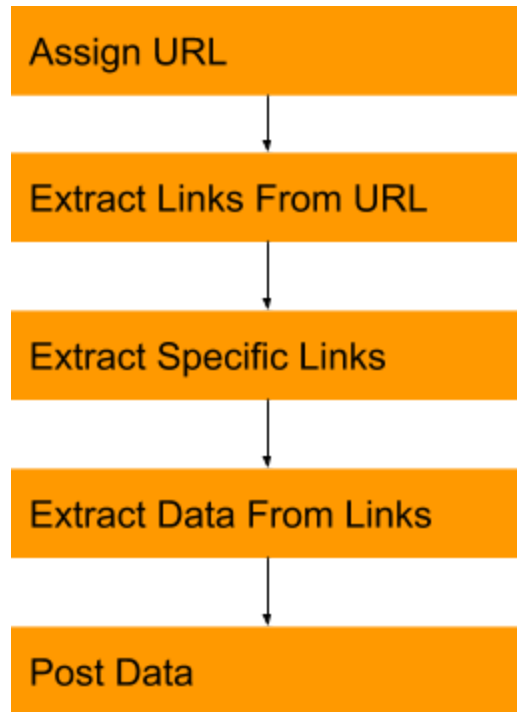 Assign URL
Extract Links From URL
Extract Specific Links
Extract Data From Links
Post Data